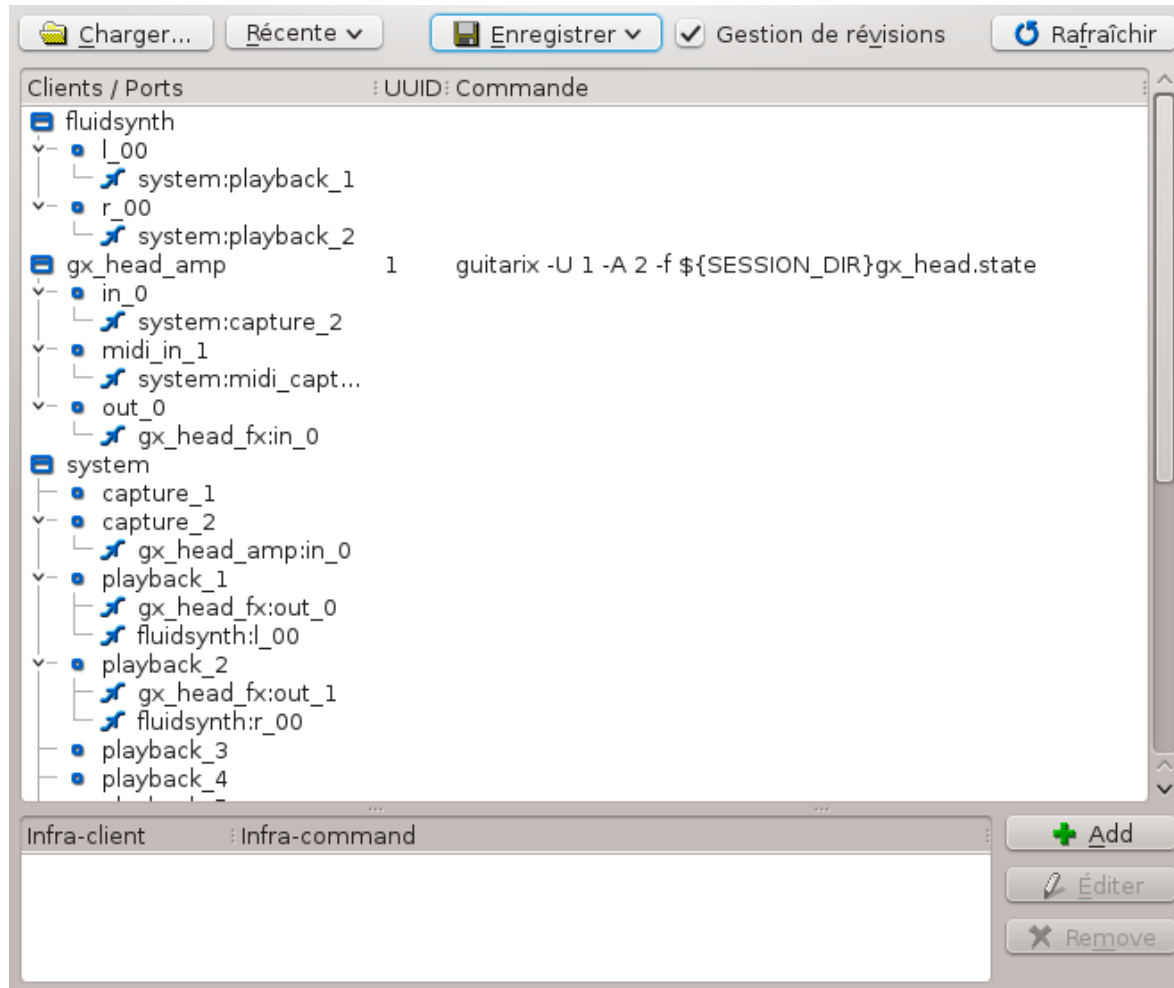 Charger... Récente Enregistrer Gestion de révisions Rafraîchir
Clients / Ports UUID Commande
fluidsynth
l_00
system:playback_1
r_00
system:playback_2
gx_head_amp 1 guitarix -U 1 -A 2 -f ${SESSION_DIR}gx_head.state
in_0
system:capture_2
midi_in_1
system:midi_capt...
out_0
gx_head_fx:in_0
system
capture_1
capture_2
gx_head_amp:in_0
playback_1
gx_head_fx:out_0
fluidsynth:l_00
playback_2
gx_head_fx:out_1
fluidsynth:r_00
playback_3
playback_4
Infra-client Infra-command
Add
Éditer
Remove